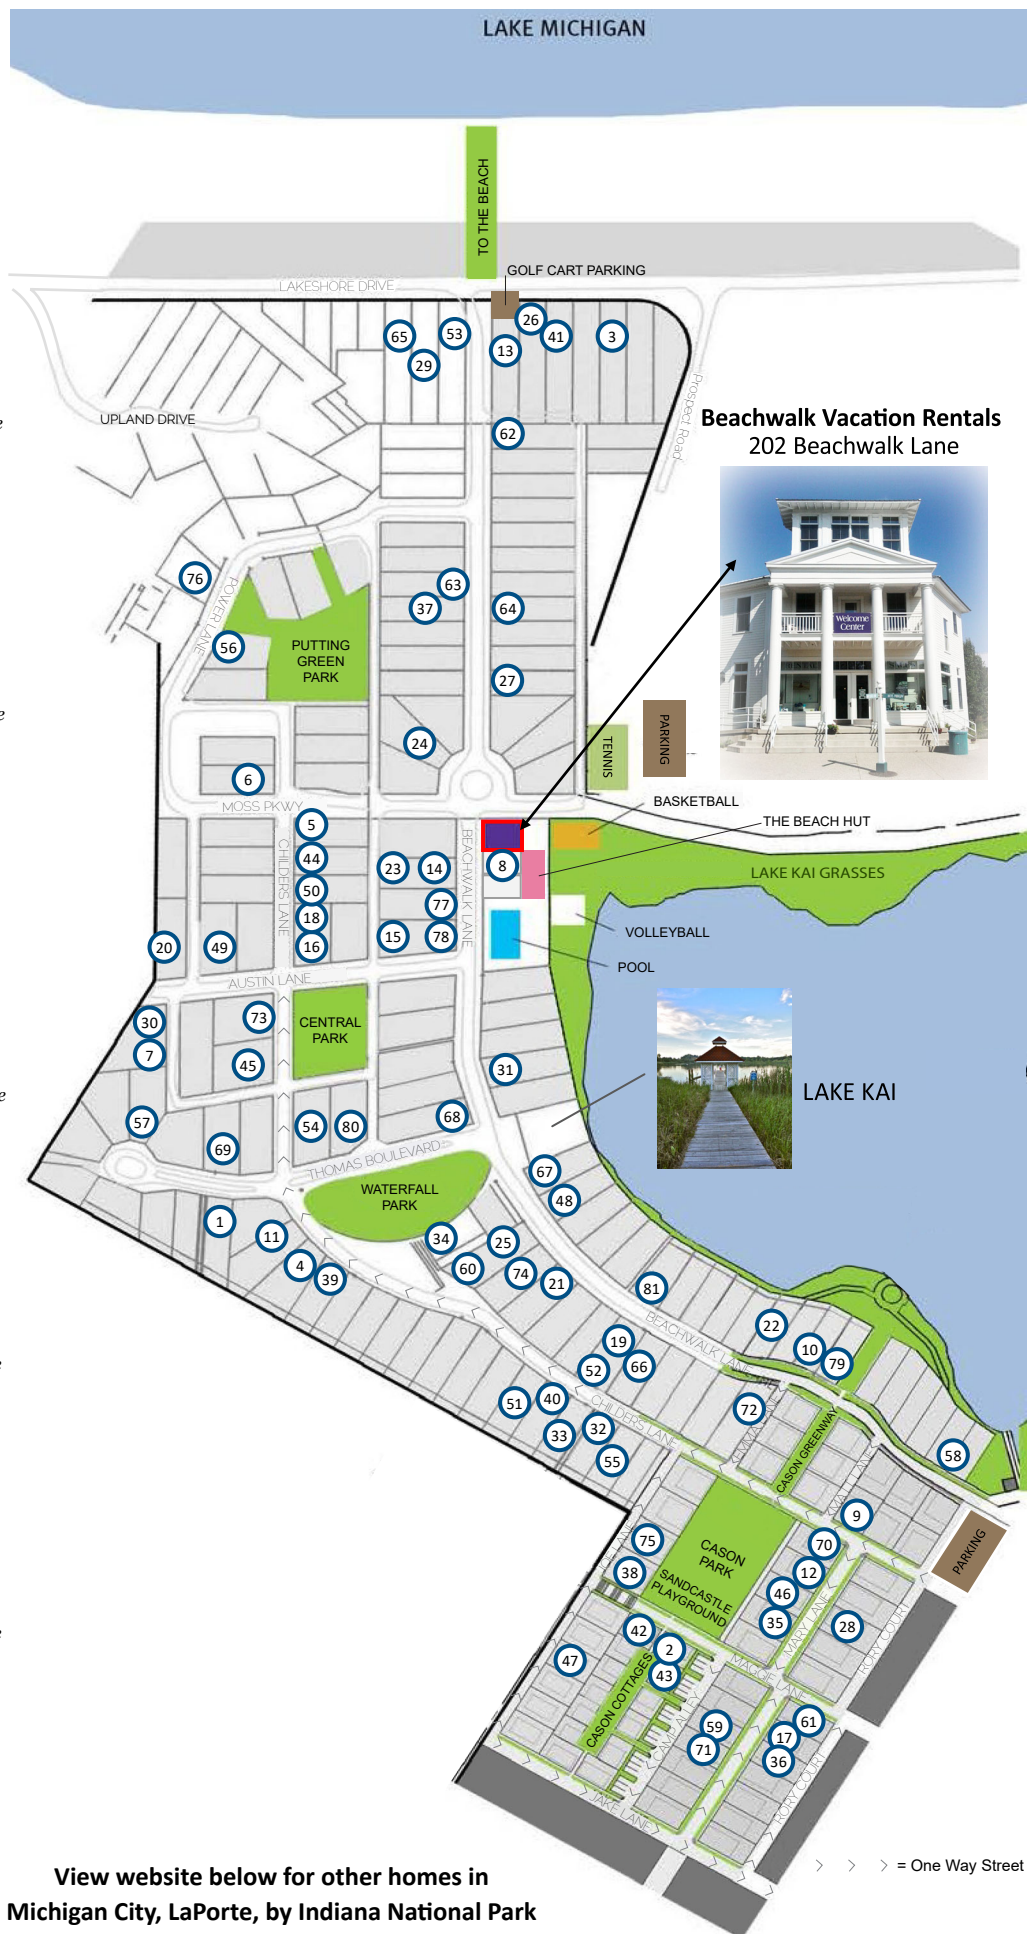 LAKE MICHIGAN
TO THE BEACH
GOLF CART PARKING
LAKESHORE DRIVE
26
65
53
41
3
13
29
Prospect Road
UPLAND DRIVE
e
62
Beachwalk Vacation Rentals
202 Beachwalk Lane
76
63
37
64
POWER LANE
Welcome
Center
56
PUTTING
GREEN
PARK
27
e
24
PARKING
TENNIS
6
MOSS PKWY
BASKETBALL
5
THE BEACH HUT
CHILDERS LANE
BEACHWALK LANE
44
23
14
8
LAKE KAI GRASSES
50
77
18
VOLLEYBALL
20
49
16
15
78
POOL
AUSTIN LANE
73
30
CENTRAL
PARK
7
45
31
LAKE KAI
e
57
54
80
68
69
THOMAS BOULEVARD
67
WATERFALL
PARK
48
1
11
34
25
4
39
60
74
21
81
BEACHWALK LANE
22
19
10
e
52
66
79
51
40
72
EMMA LANE
CHILDERS LANE
33
32
CASON GREENWAY
55
58
MATT LANE
9
75
CASON
PARK
70
PARKING
38
SANDCASTLE
PLAYGROUND
12
46
35
MARY LANE
28
RORY COURT
42
e
2
47
43
MAGGIE LANE
CASON COTTAGES
CAMP ALLEY
59
61
71
17
36
RORY COURT
JAKE LANE
> > > = One Way Street
View website below for other homes in
Michigan City, LaPorte, by Indiana National Park